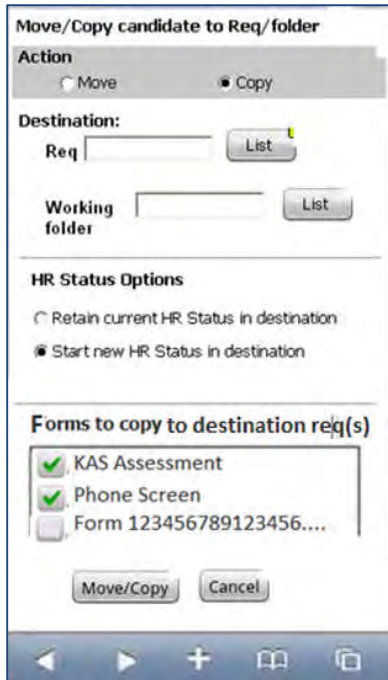 Move/Copy candidate to Req/folder
Action
Move Copy
Destination:
Req List
Working folder List
HR Status Options
Retain current HR Status in destination
Start new HR Status in destination
Forms to copy to destination req(s)
KAS Assessment
Phone Screen
Form 123456789123456....
Move/Copy Cancel